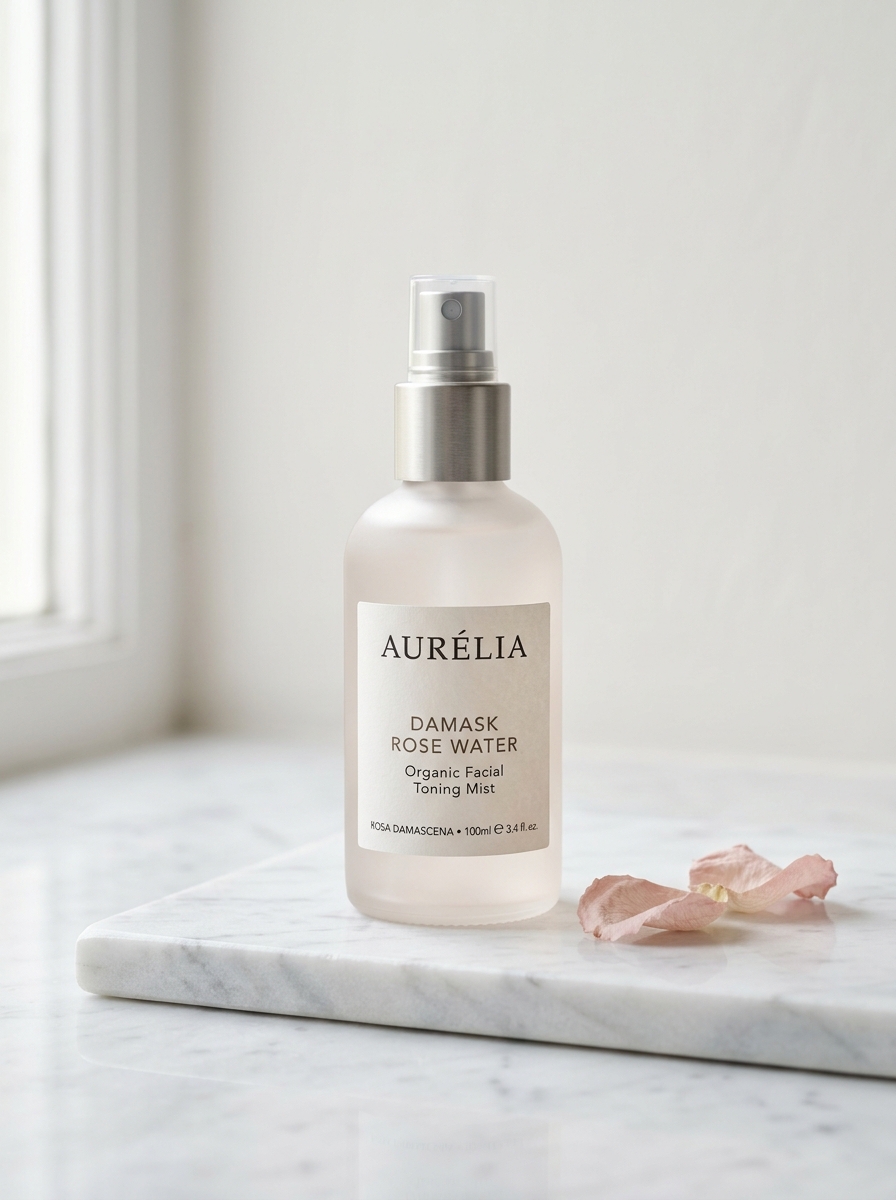 AURÉLIA
DAMASK
ROSE WATER
Organic Facial
Toning Mist
ROSA DAMASCENA • 100ml ℮ 3.4 fl. oz.